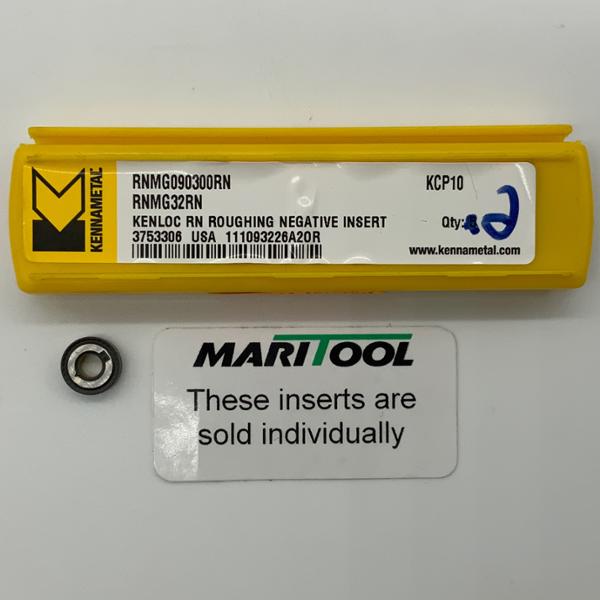 KENNAMETAL
RNMG090300RN
KCP10
RNMG32RN
KENLOC RN ROUGHING NEGATIVE INSERT
Qty:
3753306 USA 111093226A20R
www.kennametal.com
MARITOOL
These inserts are
sold individually